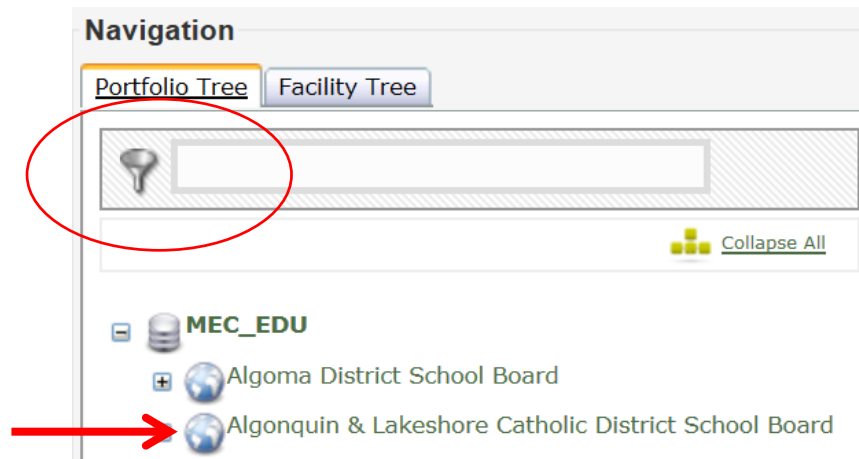 Navigation
Portfolio Tree Facility Tree
Collapse All
MEC_EDU
Algoma District School Board
Algonquin & Lakeshore Catholic District School Board